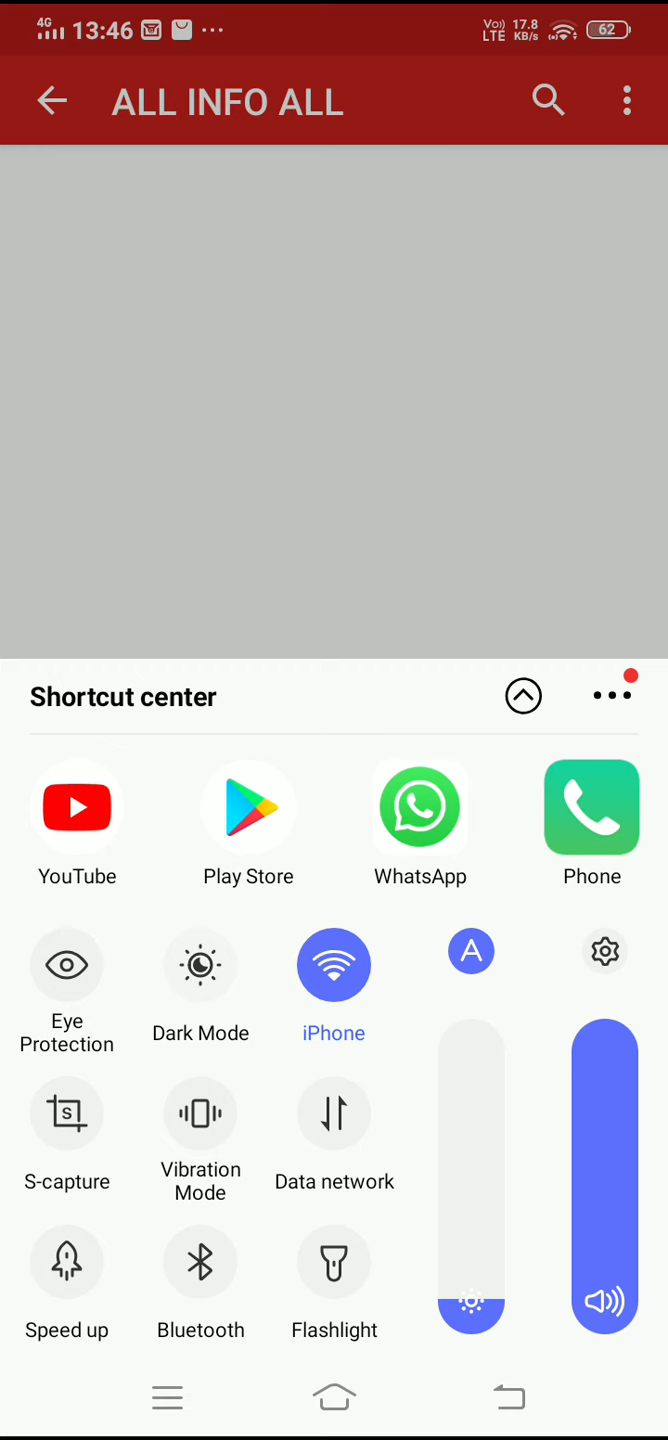 4G 13:46 Vo)) LTE 17.8 KB/s 62
ALL INFO ALL
Shortcut center
YouTube Play Store WhatsApp Phone
A
Eye Protection
Dark Mode
iPhone
S
S-capture
Vibration Mode
Data network
Speed up Bluetooth Flashlight